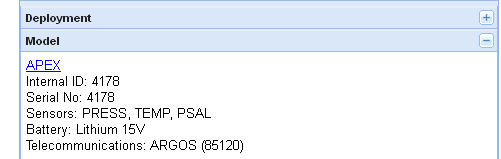 Deployment
Model
APEX
Internal ID: 4178
Serial No: 4178
Sensors: PRESS, TEMP, PSAL
Battery: Lithium 15V
Telecommunications: ARGOS (85120)